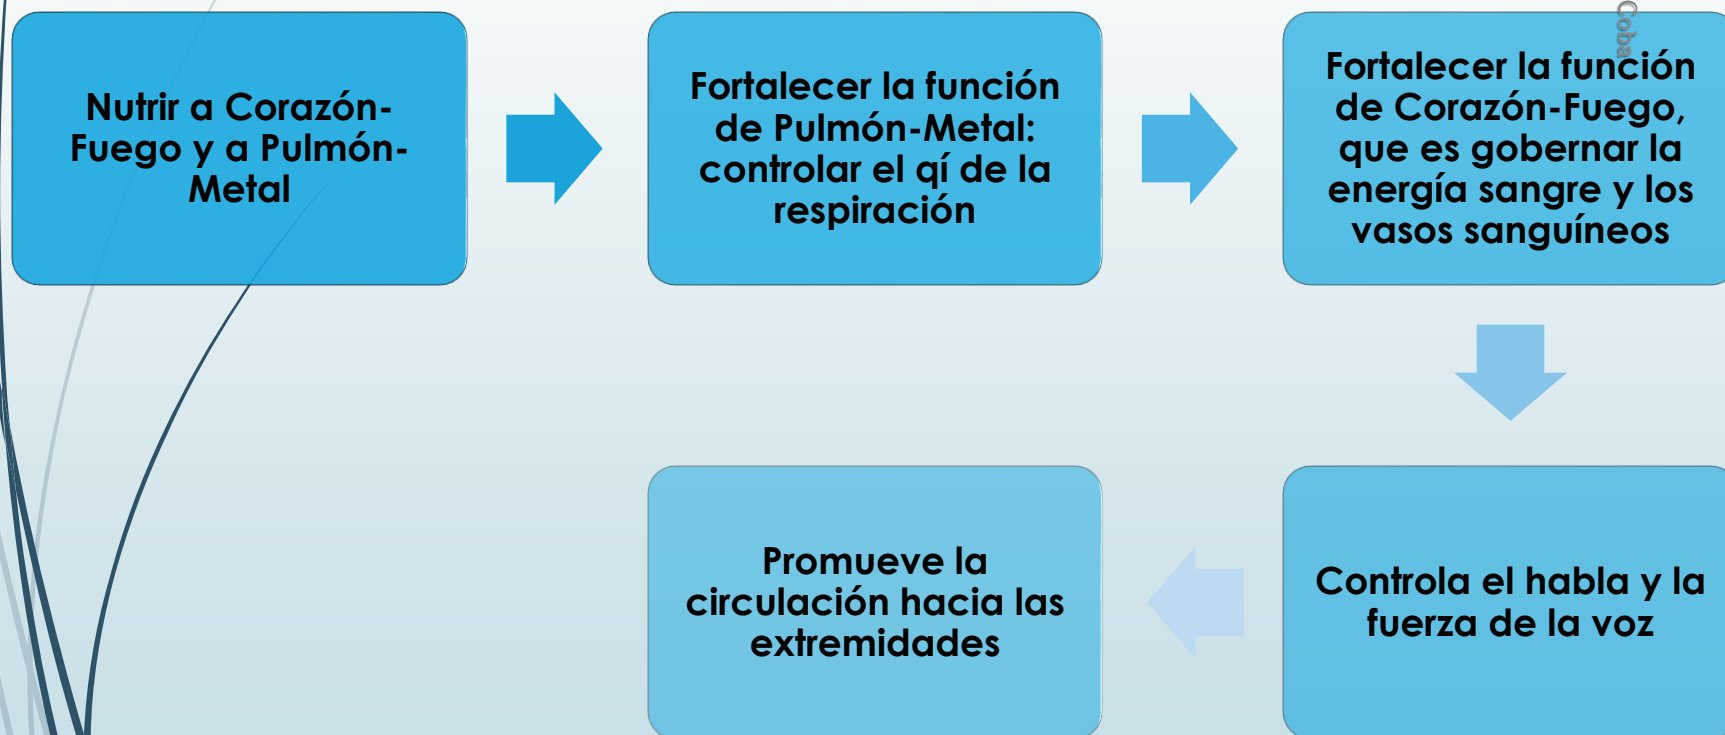 Nutrir a Corazón-
Fuego y a Pulmón-
Metal
Fortalecer la función
de Pulmón-Metal:
controlar el qí de la
respiración
Coba
Fortalecer la función
de Corazón-Fuego,
que es gobernar la
energía sangre y los
vasos sanguíneos
Controla el habla y la
fuerza de la voz
Promueve la
circulación hacia las
extremidades